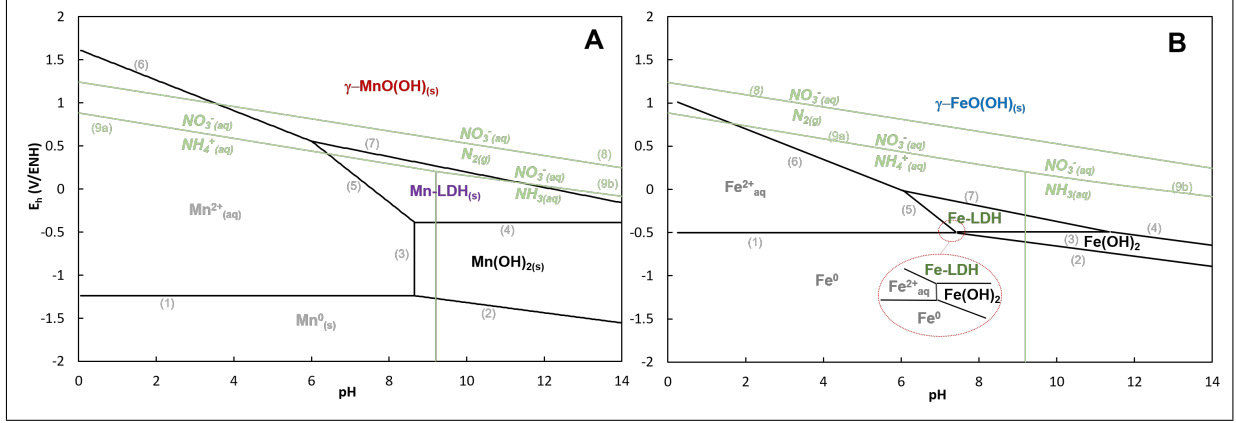 A
2
1.5
1
0.5
0
-0.5
-1
-1.5
-2
E_h (V/ENH)
0 2 4 6 8 10 12 14
pH
(6)
γ–MnO(OH)(s)
(9a)
NO3-(aq)
NH4+(aq)
(7)
NO3-(aq)
N2(g)
(8)
NO3-(aq)
NH3(aq)
(9b)
(5)
Mn-LDH(s)
Mn2+(aq)
(3)
(4)
Mn(OH)2(s)
(1)
Mn0(s)
(2)
B
2
1.5
1
0.5
0
-0.5
-1
-1.5
-2
0 2 4 6 8 10 12 14
pH
(8)
NO3-(aq)
N2(g)
γ–FeO(OH)(s)
(9a)
NO3-(aq)
NH4+(aq)
NO3-(aq)
NH3(aq)
(9b)
(6)
Fe2+aq
(5)
(7)
Fe-LDH
(4)
(1)
(3)
Fe(OH)2
(2)
Fe0
Fe-LDH
Fe2+aq
Fe(OH)2
Fe0